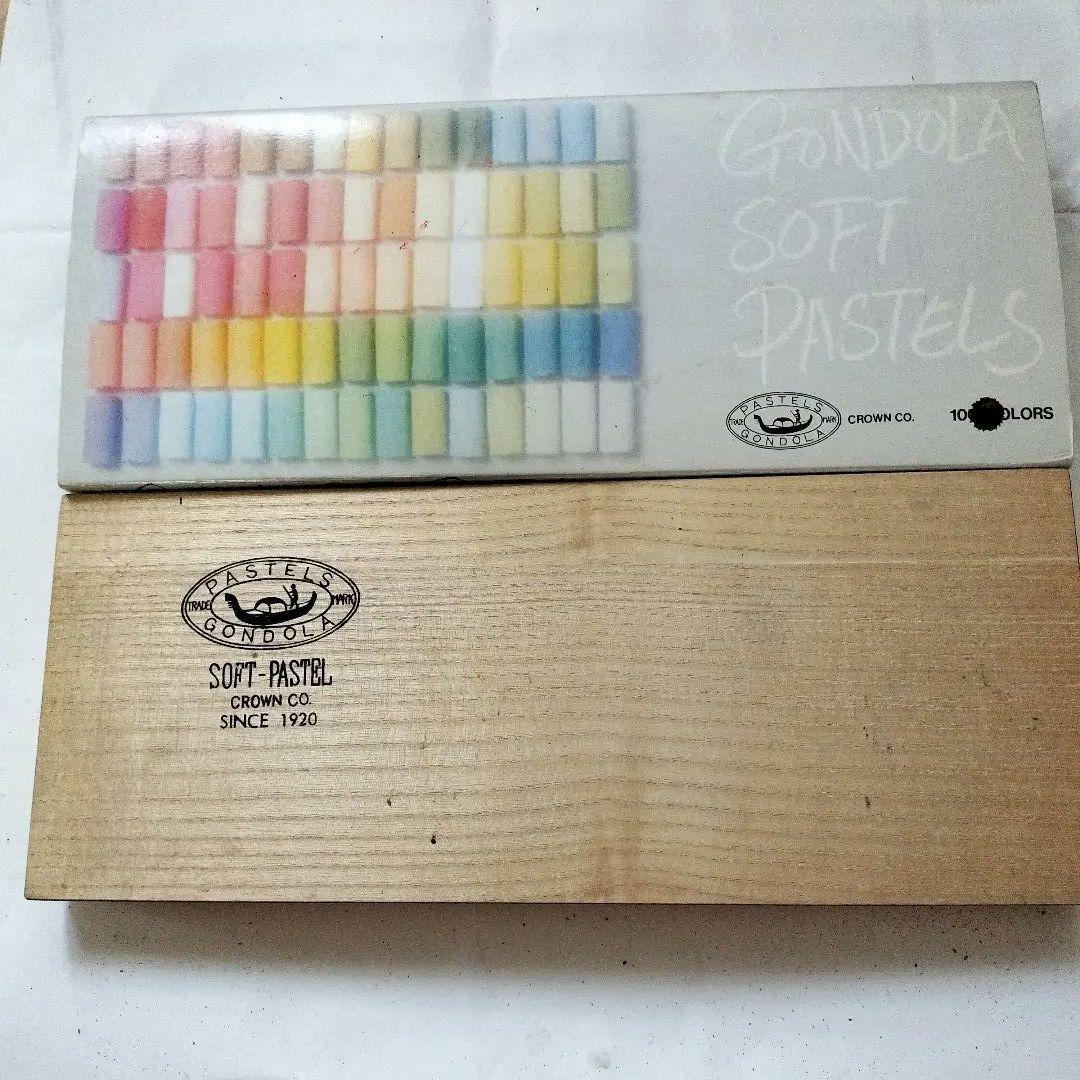 GONDOLA
SOFT
PASTELS
PASTELS
TRADE MARK
GONDOLA
CROWN CO.
PASTELS
TRADE MARK
GONDOLA
SOFT-PASTEL
CROWN CO.
SINCE 1920